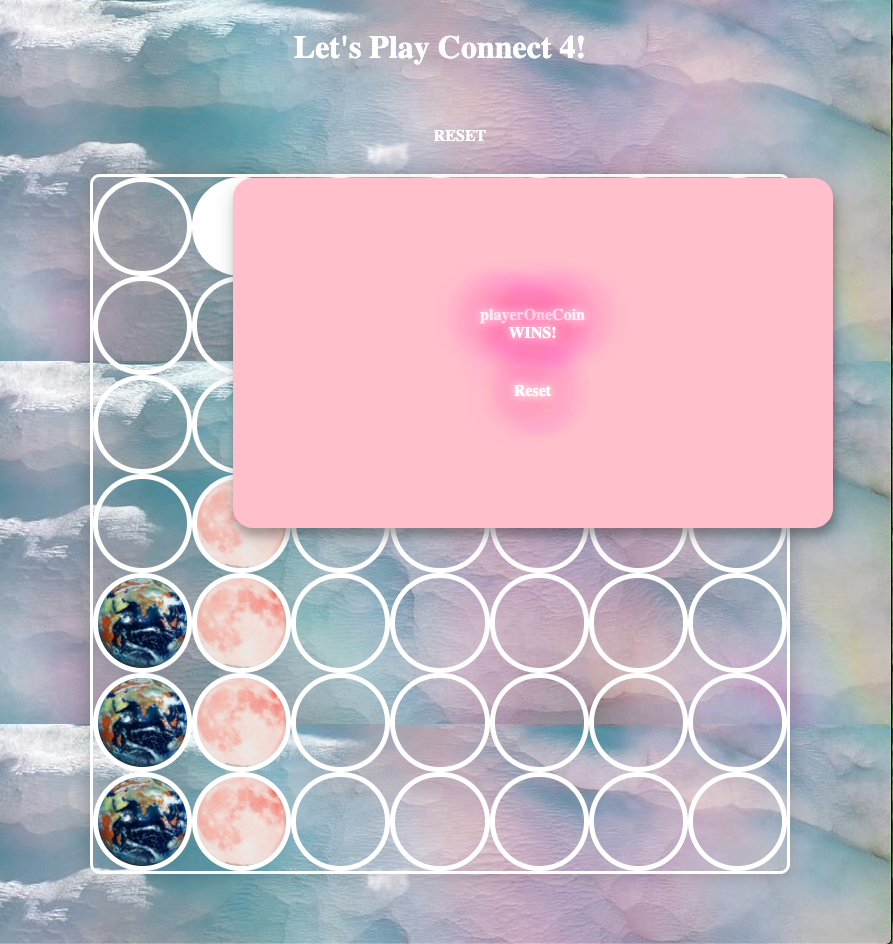 Let's Play Connect 4!
RESET
playerOneCoin
WINS!
Reset